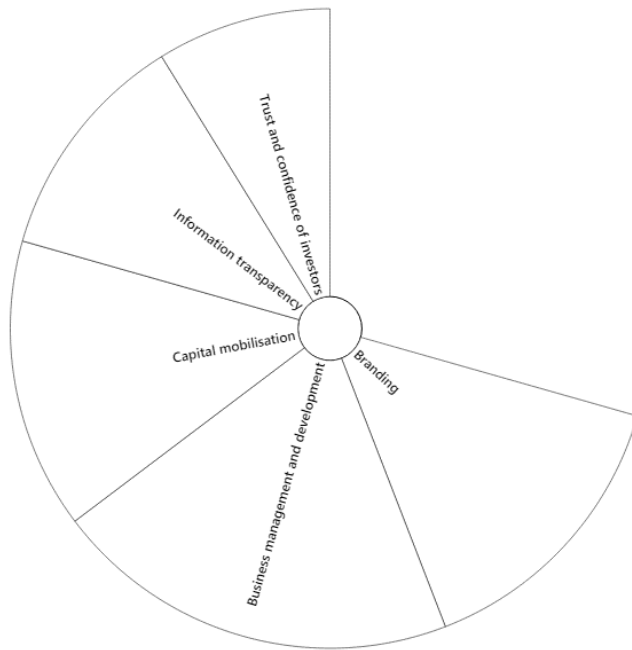 Trust and confidence of investors
Information transparency
Capital mobilisation
Business management and development
Branding